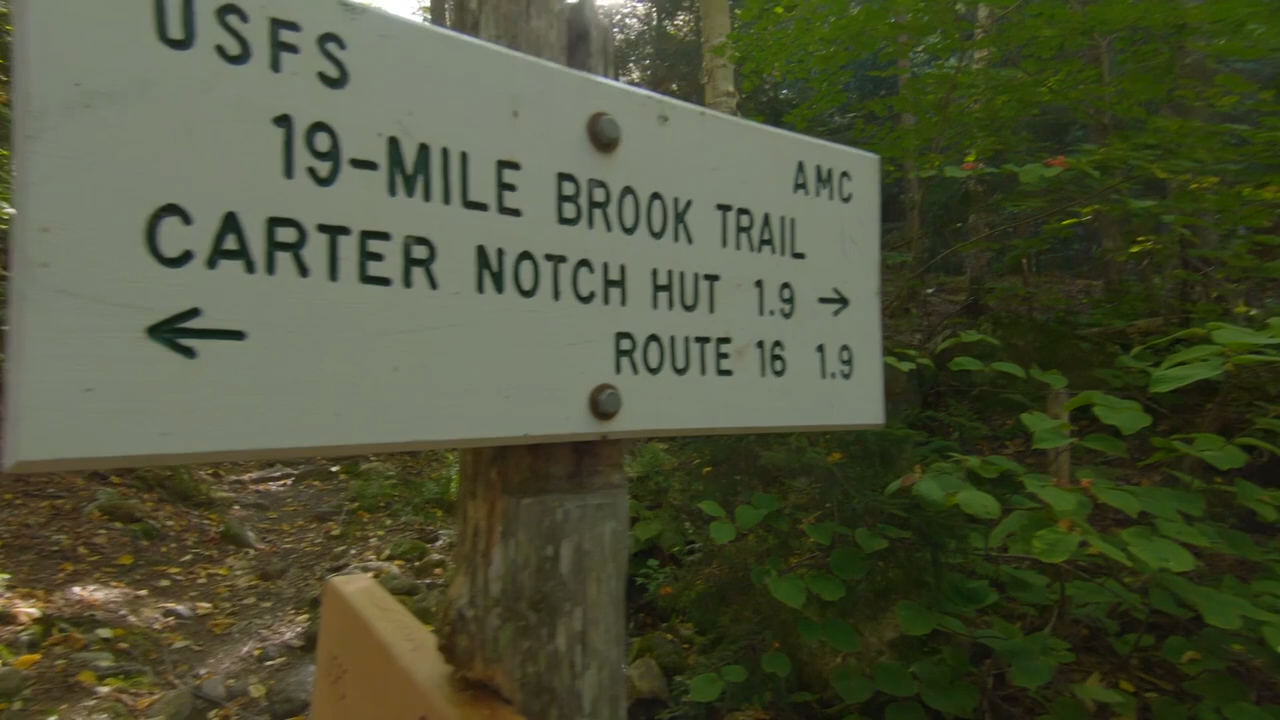 USFS
AMC
19-MILE BROOK TRAIL
CARTER NOTCH HUT 1.9 →
← ROUTE 16 1.9